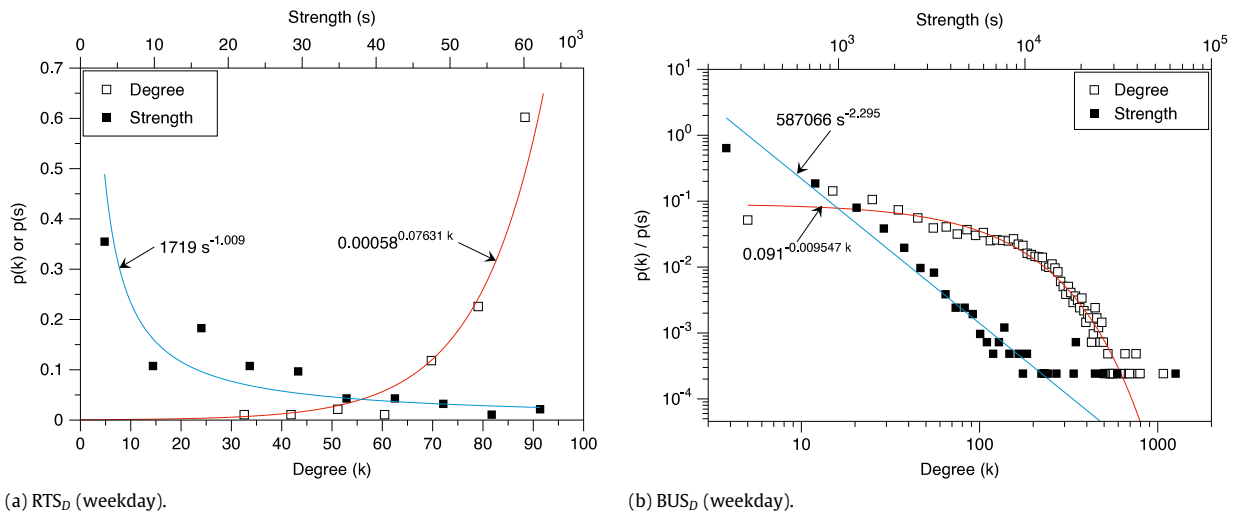 Strength (s)
0 10 20 30 40 50 60 10³
0.7
0.6
0.5
0.4
0.3
0.2
0.1
0
p(k) or p(s)
Degree
Strength
1719 s^-1.009
0.00058^0.07631 k
0 10 20 30 40 50 60 70 80 90 100
Degree (k)
(a) RTS_D (weekday).
Strength (s)
10³ 10⁴ 10⁵
10¹
10⁰
10⁻¹
10⁻²
10⁻³
10⁻⁴
p(k) / p(s)
Degree
Strength
587066 s^-2.295
0.091^-0.009547 k
10 100 1000
Degree (k)
(b) BUS_D (weekday).